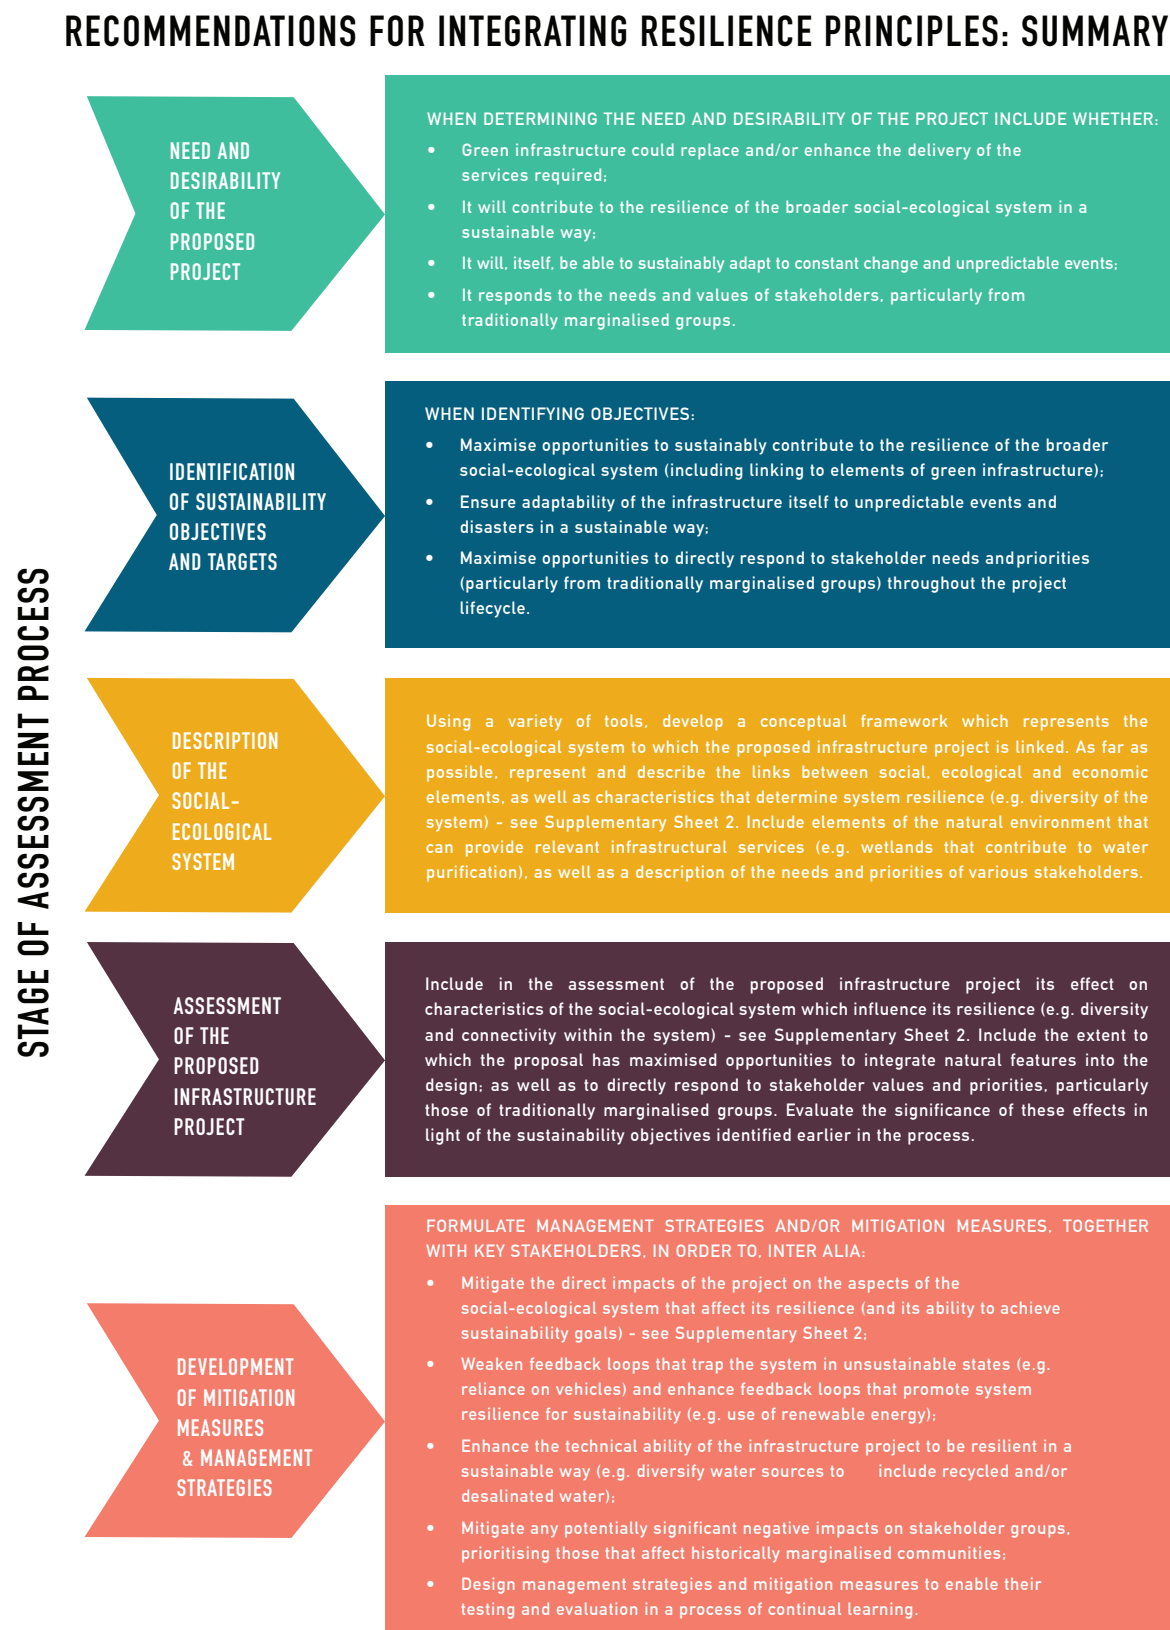 RECOMMENDATIONS FOR INTEGRATING RESILIENCE PRINCIPLES: SUMMARY
STAGE OF ASSESSMENT PROCESS
NEED AND
DESIRABILITY
OF THE
PROPOSED
PROJECT
WHEN DETERMINING THE NEED AND DESIRABILITY OF THE PROJECT INCLUDE WHETHER:
• Green infrastructure could replace and/or enhance the delivery of the
services required;
• It will contribute to the resilience of the broader social-ecological system in a
sustainable way;
• It will, itself, be able to sustainably adapt to constant change and unpredictable events;
• It responds to the needs and values of stakeholders, particularly from
traditionally marginalised groups.
IDENTIFICATION
OF SUSTAINABILITY
OBJECTIVES
AND TARGETS
WHEN IDENTIFYING OBJECTIVES:
• Maximise opportunities to sustainably contribute to the resilience of the broader
social-ecological system (including linking to elements of green infrastructure);
• Ensure adaptability of the infrastructure itself to unpredictable events and
disasters in a sustainable way;
• Maximise opportunities to directly respond to stakeholder needs andpriorities
(particularly from traditionally marginalised groups) throughout the project
lifecycle.
DESCRIPTION
OF THE
SOCIAL-
ECOLOGICAL
SYSTEM
Using a variety of tools, develop a conceptual framework which represents the
social-ecological system to which the proposed infrastructure project is linked. As far as
possible, represent and describe the links between social, ecological and economic
elements, as well as characteristics that determine system resilience (e.g. diversity of the
system) - see Supplementary Sheet 2. Include elements of the natural environment that
can provide relevant infrastructural services (e.g. wetlands that contribute to water
purification), as well as a description of the needs and priorities of various stakeholders.
ASSESSMENT
OF THE
PROPOSED
INFRASTRUCTURE
PROJECT
Include in the assessment of the proposed infrastructure project its effect on
characteristics of the social-ecological system which influence its resilience (e.g. diversity
and connectivity within the system) - see Supplementary Sheet 2. Include the extent to
which the proposal has maximised opportunities to integrate natural features into the
design; as well as to directly respond to stakeholder values and priorities, particularly
those of traditionally marginalised groups. Evaluate the significance of these effects in
light of the sustainability objectives identified earlier in the process.
DEVELOPMENT
OF MITIGATION
MEASURES
& MANAGEMENT
STRATEGIES
FORMULATE MANAGEMENT STRATEGIES AND/OR MITIGATION MEASURES, TOGETHER
WITH KEY STAKEHOLDERS, IN ORDER TO, INTER ALIA:
• Mitigate the direct impacts of the project on the aspects of the
social-ecological system that affect its resilience (and its ability to achieve
sustainability goals) - see Supplementary Sheet 2;
• Weaken feedback loops that trap the system in unsustainable states (e.g.
reliance on vehicles) and enhance feedback loops that promote system
resilience for sustainability (e.g. use of renewable energy);
• Enhance the technical ability of the infrastructure project to be resilient in a
sustainable way (e.g. diversify water sources to include recycled and/or
desalinated water);
• Mitigate any potentially significant negative impacts on stakeholder groups,
prioritising those that affect historically marginalised communities;
• Design management strategies and mitigation measures to enable their
testing and evaluation in a process of continual learning.